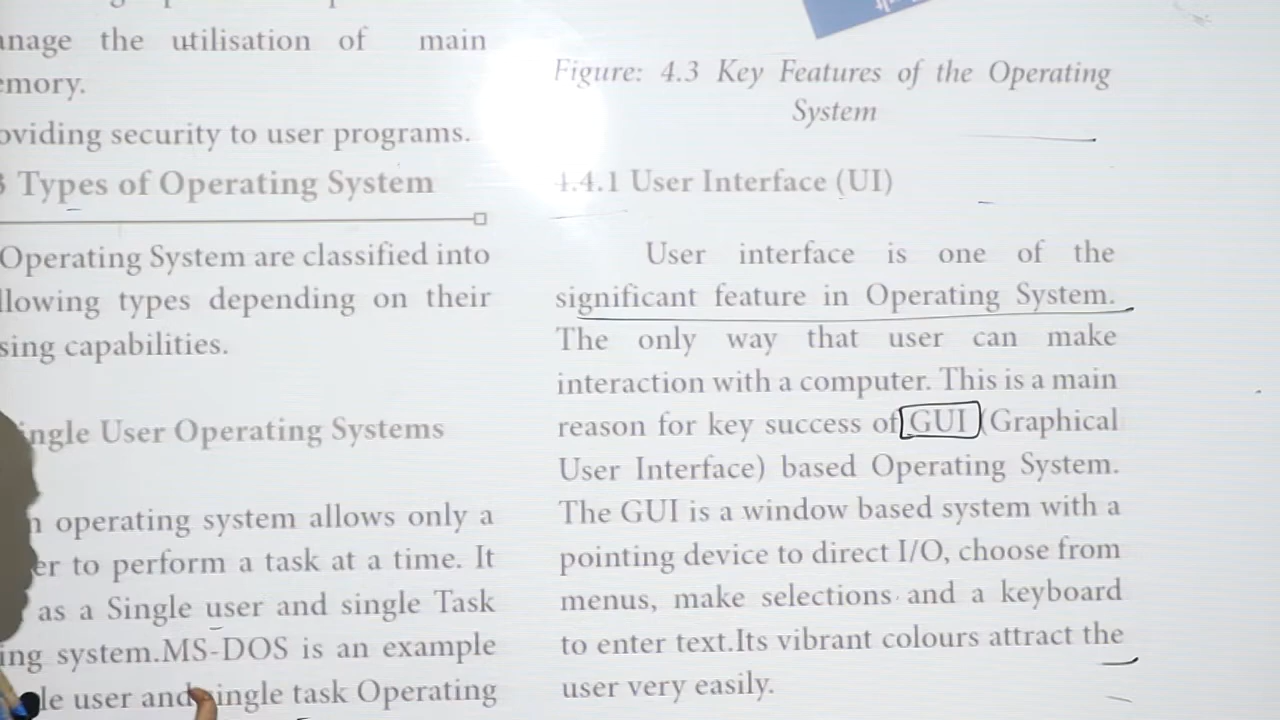 anage the utilisation of main
emory.
oviding security to user programs.
3 Types of Operating System
Operating System are classified into
llowing types depending on their
sing capabilities.
ingle User Operating Systems
n operating system allows only a
er to perform a task at a time. It
as a Single user and single Task
ing system.MS-DOS is an example
le user and single task Operating
Figure: 4.3 Key Features of the Operating
System
4.4.1 User Interface (UI)
User interface is one of the
significant feature in Operating System.
The only way that user can make
interaction with a computer. This is a main
reason for key success of GUI (Graphical
User Interface) based Operating System.
The GUI is a window based system with a
pointing device to direct I/O, choose from
menus, make selections and a keyboard
to enter text.Its vibrant colours attract the
user very easily.